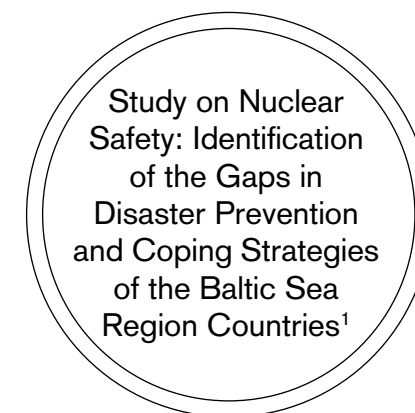 Study on Nuclear
Safety: Identification
of the Gaps in
Disaster Prevention
and Coping Strategies
of the Baltic Sea
Region Countries¹